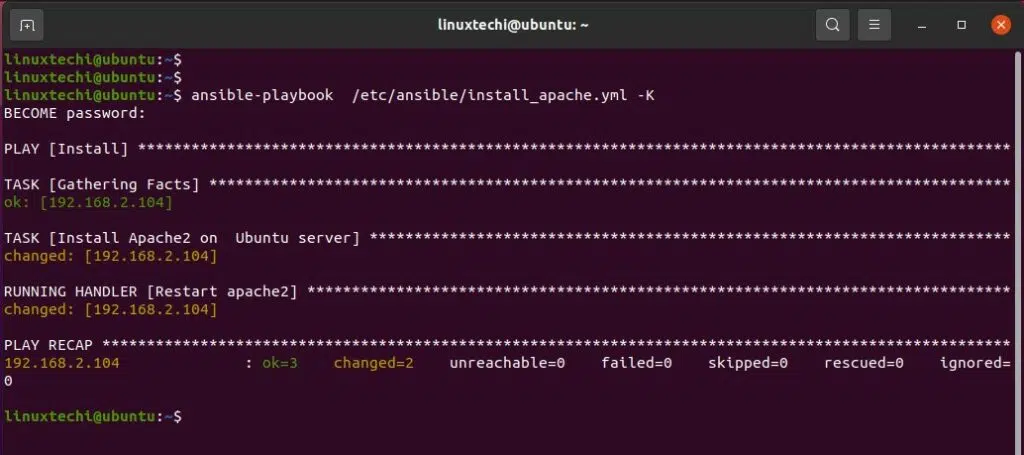 linuxtechi@ubuntu: ~
linuxtechi@ubuntu:~$
linuxtechi@ubuntu:~$
linuxtechi@ubuntu:~$ ansible-playbook  /etc/ansible/install_apache.yml -K
BECOME password:
PLAY [Install] **************************************************************************************************
TASK [Gathering Facts] ******************************************************************************************
ok: [192.168.2.104]
TASK [Install Apache2 on  Ubuntu server] ************************************************************************
changed: [192.168.2.104]
RUNNING HANDLER [Restart apache2] *******************************************************************************
changed: [192.168.2.104]
PLAY RECAP ******************************************************************************************************
192.168.2.104              : ok=3    changed=2    unreachable=0    failed=0    skipped=0    rescued=0    ignored=
0
linuxtechi@ubuntu:~$